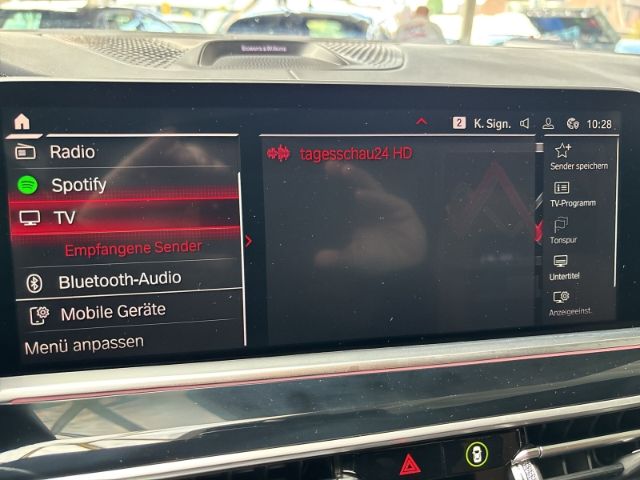 Bowers & Wilkins
2 K. Sign. 10:28
Radio
Spotify
TV
Empfangene Sender
Bluetooth-Audio
Mobile Geräte
Menü anpassen
tagesschau24 HD
Sender speichern
TV-Programm
Tonspur
Untertitel
Anzeigeeinst.